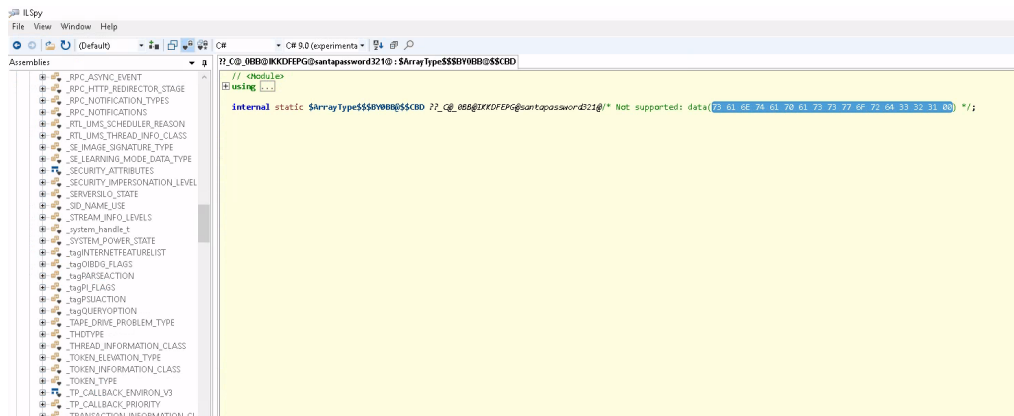 ILSpy
File View Window Help
(Default) C# C# 9.0 (experimenta
Assemblies
??_C@_0BB@IKKDFEPG@santapassword321@ : $ArrayType$$$BY0BB@$$CBD
_RPC_ASYNC_EVENT
_RPC_HTTP_REDIRECTOR_STAGE
_RPC_NOTIFICATION_TYPES
_RPC_NOTIFICATIONS
_RTL_UMS_SCHEDULER_REASON
_RTL_UMS_THREAD_INFO_CLASS
_SE_IMAGE_SIGNATURE_TYPE
_SE_LEARNING_MODE_DATA_TYPE
_SECURITY_ATTRIBUTES
_SECURITY_IMPERSONATION_LEVEL
_SERVERSILO_STATE
_SID_NAME_USE
_STREAM_INFO_LEVELS
_system_handle_t
_SYSTEM_POWER_STATE
_tagINTERNETFEATURELIST
_tagOIBDG_FLAGS
_tagPARSEACTION
_tagPI_FLAGS
_tagPSUACTION
_tagQUERYOPTION
_TAPE_DRIVE_PROBLEM_TYPE
_THDTYPE
_THREAD_INFORMATION_CLASS
_TOKEN_ELEVATION_TYPE
_TOKEN_INFORMATION_CLASS
_TOKEN_TYPE
_TP_CALLBACK_ENVIRON_V3
_TP_CALLBACK_PRIORITY
_TRANSACTION_INFORMATION_CL
// <Module>
using ...
internal static $ArrayType$$$BY0BB@$$CBD ??_C@_0BB@IKKDFEPG@santapassword321@/* Not supported: data(73 61 6E 74 61 70 61 73 73 77 6F 72 64 33 32 31 00) */;